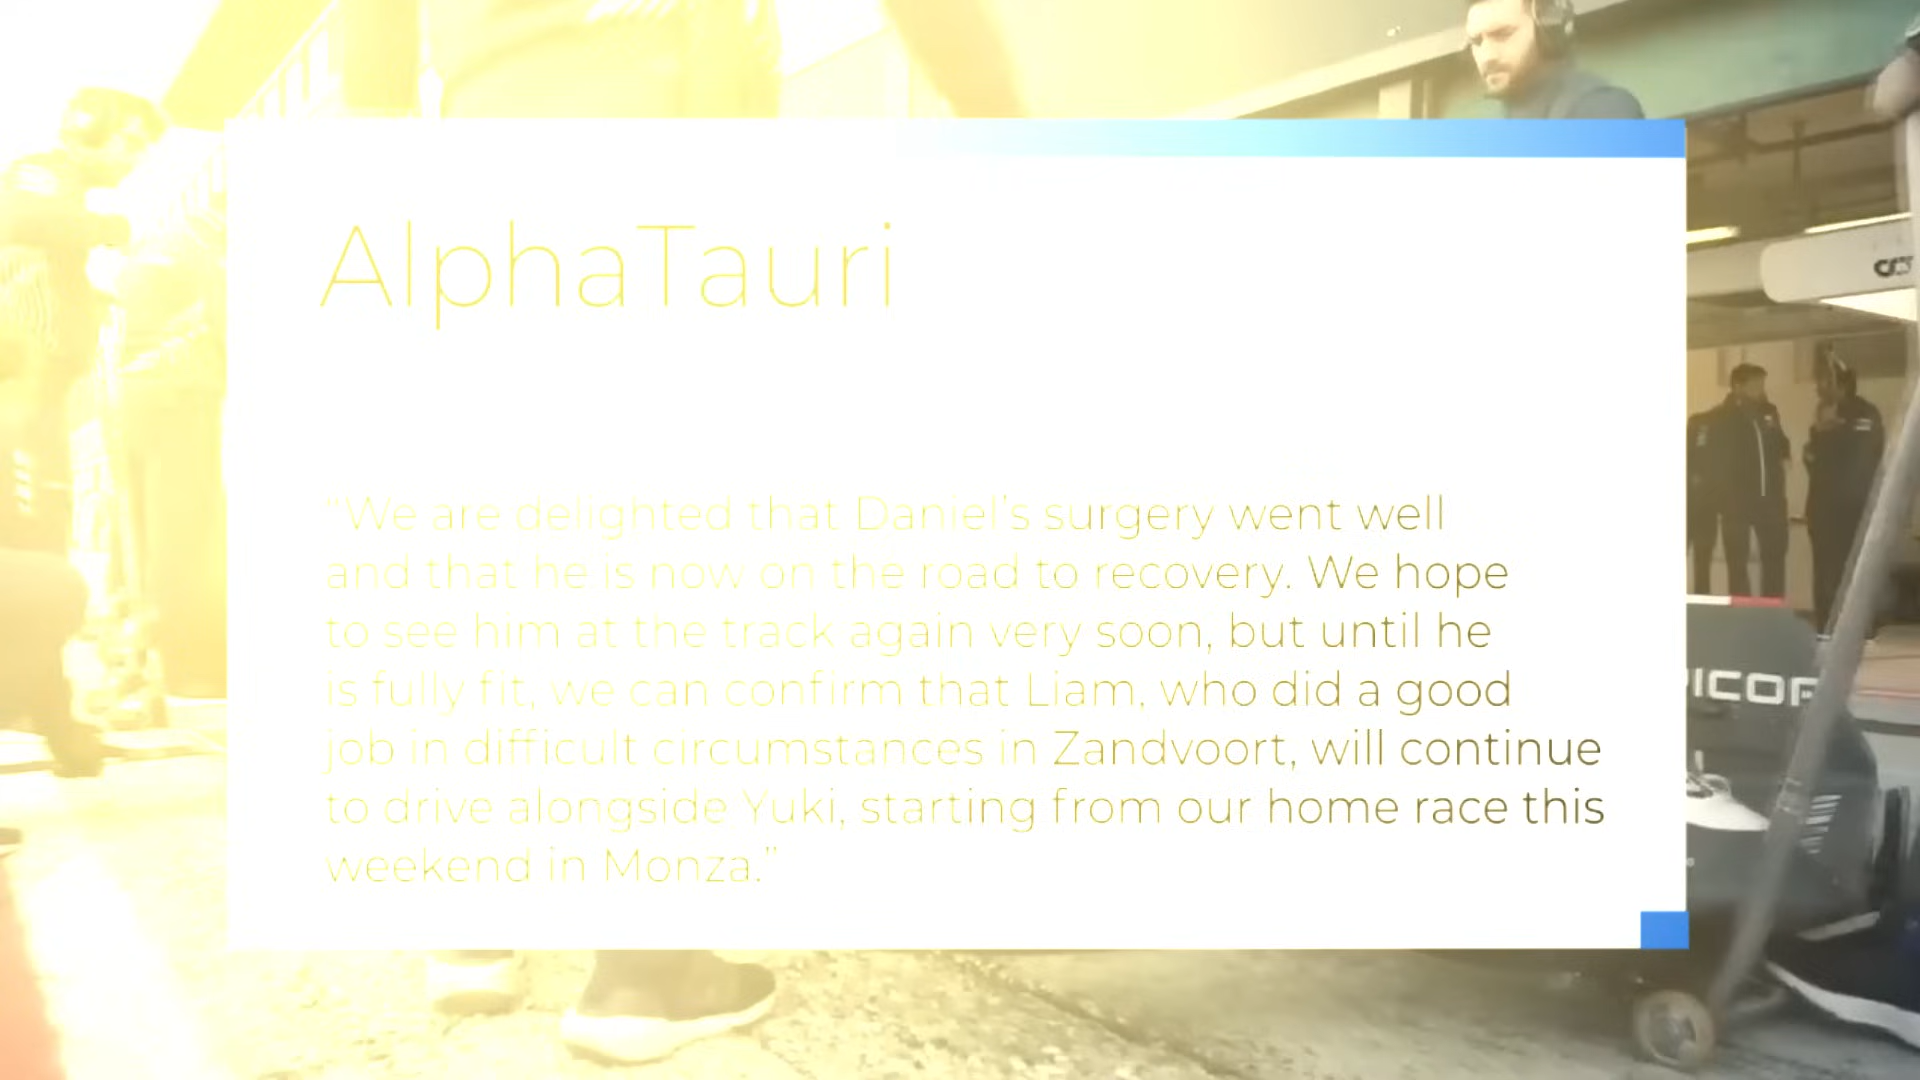 AlphaTauri
“We are delighted that Daniel’s surgery went well
and that he is now on the road to recovery. We hope
to see him at the track again very soon, but until he
is fully fit, we can confirm that Liam, who did a good
job in difficult circumstances in Zandvoort, will continue
to drive alongside Yuki, starting from our home race this
weekend in Monza.”